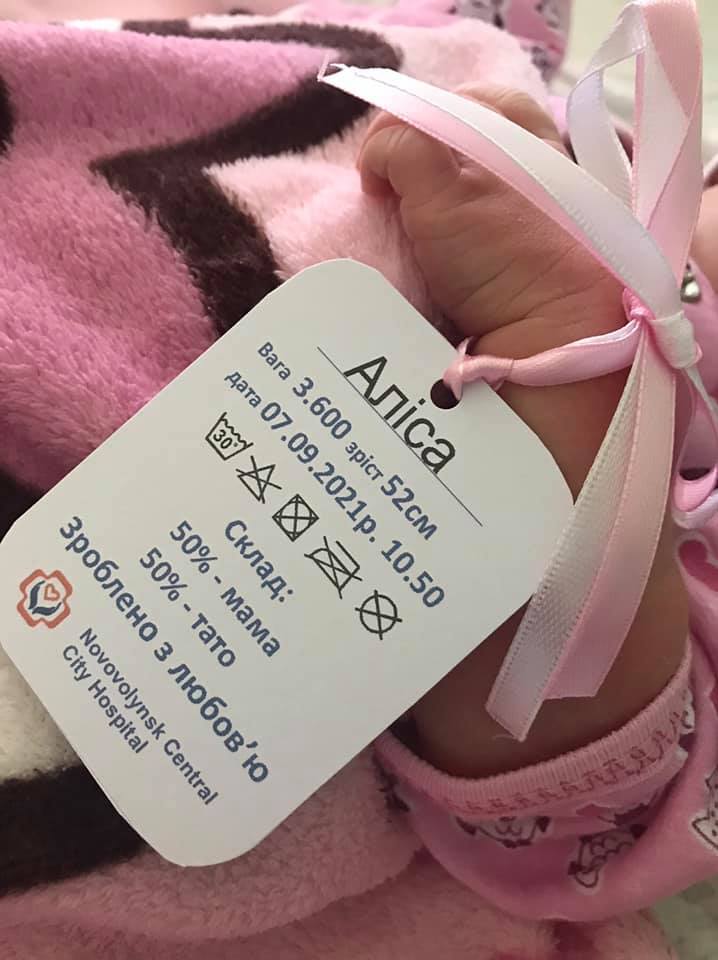 Аліса
Вага 3.600 зріст 52см
дата 07.09.2021р. 10.50
30°
Склад:
50% - мама
50% - тато
Зроблено з любов'ю
Novovolynsk Central
City Hospital